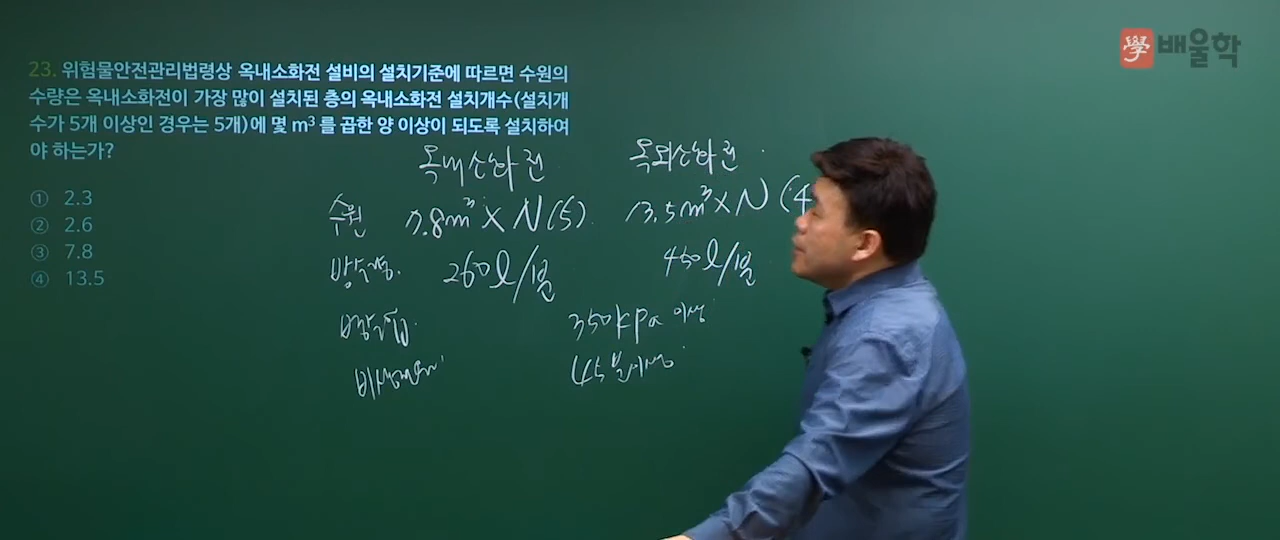 學 배울학
23. 위험물안전관리법령상 옥내소화전 설비의 설치기준에 따르면 수원의
수량은 옥내소화전이 가장 많이 설치된 층의 옥내소화전 설치개수(설치개
수가 5개 이상인 경우는 5개)에 몇 m³ 를 곱한 양 이상이 되도록 설치하여
야 하는가?
① 2.3
② 2.6
③ 7.8
④ 13.5
옥내소화전 옥외소화전
수원 7.8m³ × N(5) 13.5m³ × N (4
260l/분 450l/분
350kPa 이상
45분이상